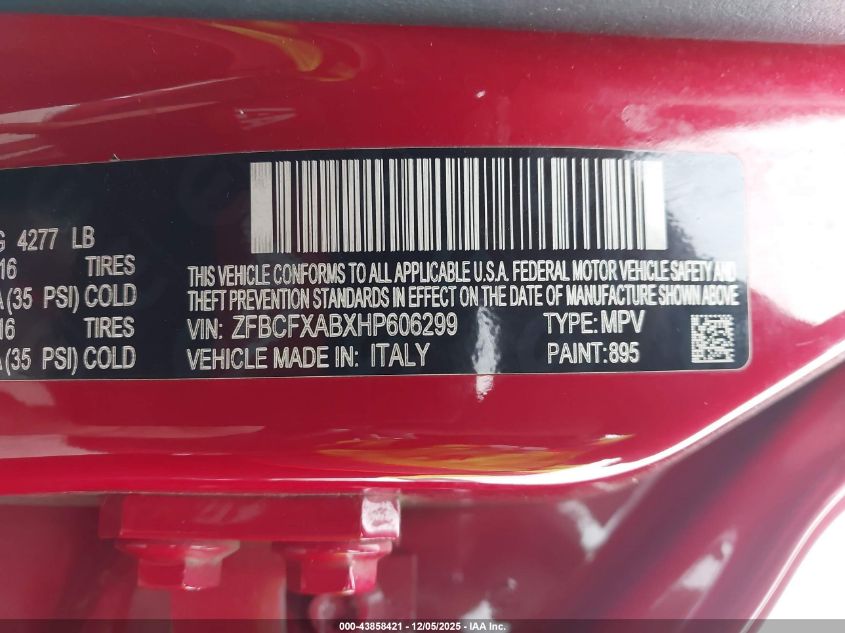 G 4277 LB
16 TIRES
A (35 PSI) COLD
16 TIRES
A (35 PSI) COLD
THIS VEHICLE CONFORMS TO ALL APPLICABLE U.S.A. FEDERAL MOTOR VEHICLE SAFETY AND
THEFT PREVENTION STANDARDS IN EFFECT ON THE DATE OF MANUFACTURE SHOWN ABOVE
VIN: ZFBCFXABXHP606299 TYPE: MPV
VEHICLE MADE IN: ITALY PAINT: 895
000-43858421 | 12/05/2025 - IAA Inc.